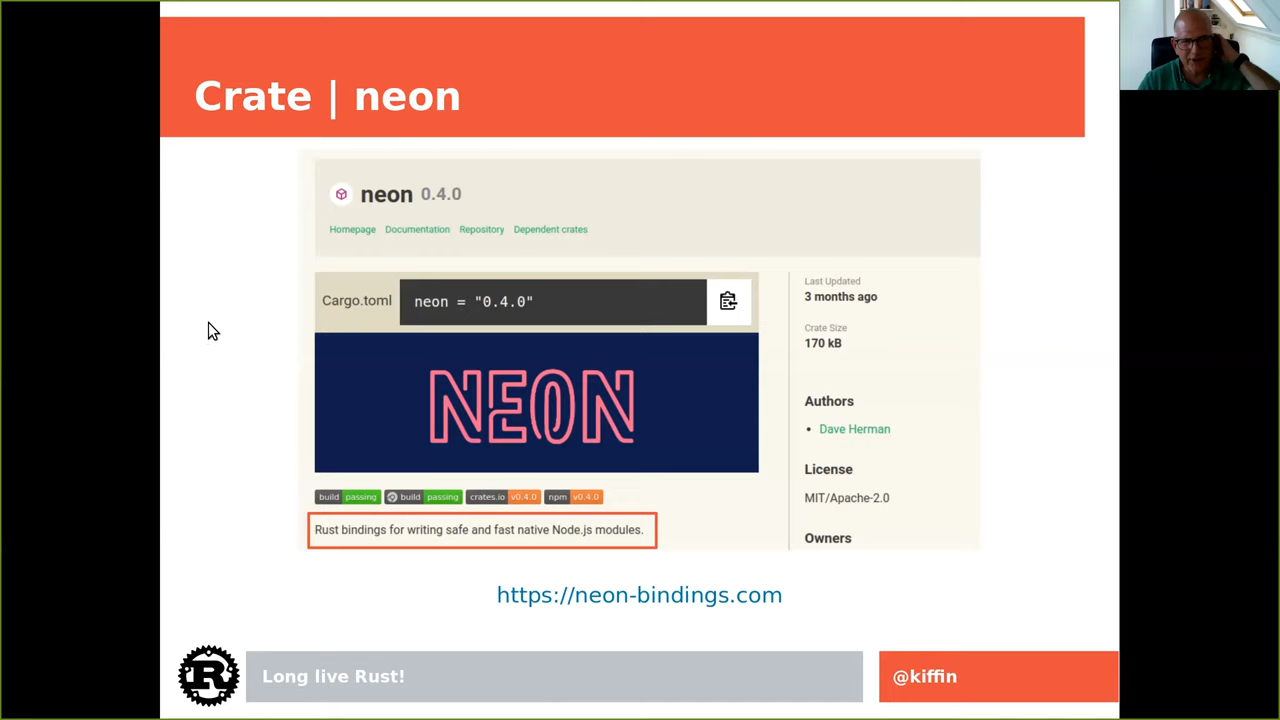 Crate | neon
neon 0.4.0
Homepage Documentation Repository Dependent crates
Cargo.toml neon = "0.4.0"
NEON
build passing build passing crates.io v0.4.0 npm v0.4.0
Rust bindings for writing safe and fast native Node.js modules.
Last Updated
3 months ago
Crate Size
170 kB
Authors
• Dave Herman
License
MIT/Apache-2.0
Owners
https://neon-bindings.com
R
Long live Rust!
@kiffin